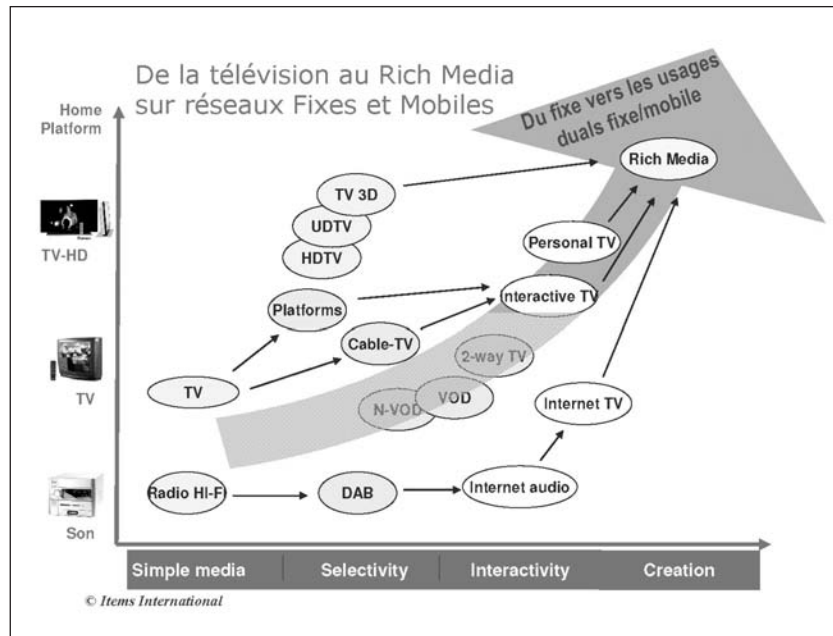 De la télévision au Rich Media
sur réseaux Fixes et Mobiles
Du fixe vers les usages
duals fixe/mobile
Home
Platform
Rich Media
TV 3D
UDTV
HDTV
TV-HD
Personal TV
Interactive TV
Platforms
Cable-TV
2-way TV
TV
TV
N-VOD
VOD
Internet TV
Radio HI-F
DAB
Internet audio
Son
Simple media
Selectivity
Interactivity
Creation
© Items International